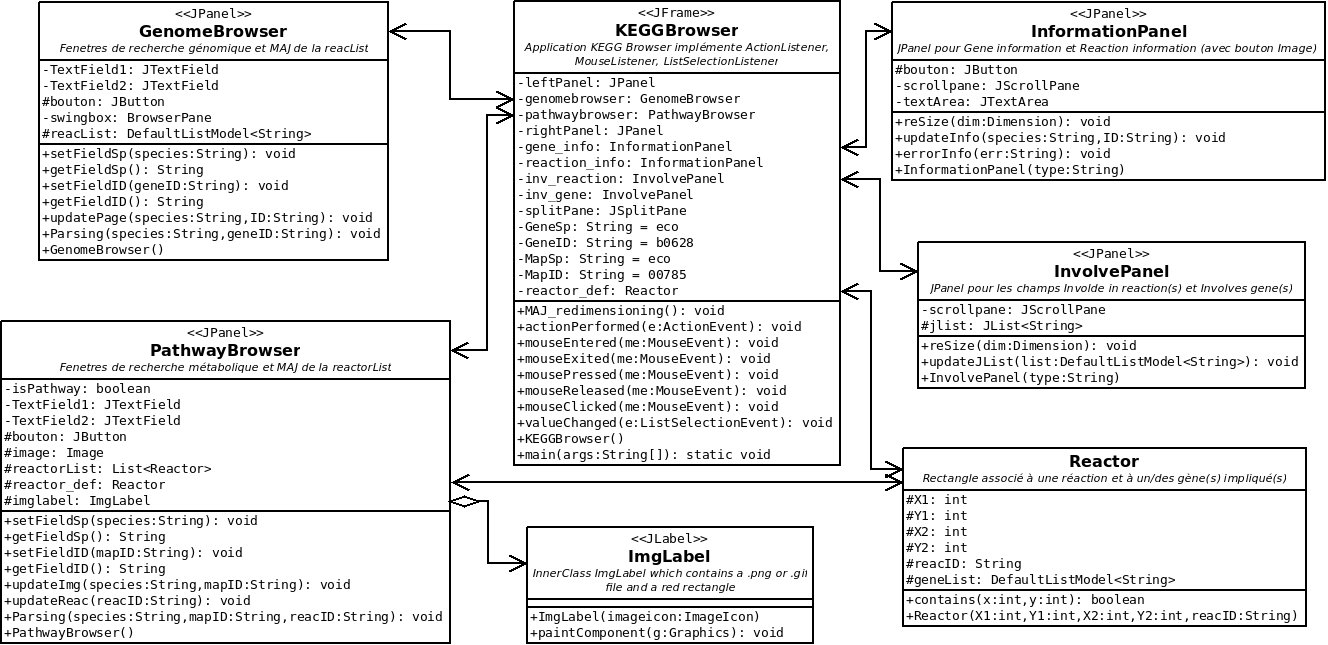 <<JPanel>>
GenomeBrowser
Fenetres de recherche génomique et MAJ de la reacList
-TextField1: JTextField
-TextField2: JTextField
#bouton: JButton
-swingbox: BrowserPane
#reacList: DefaultListModel<String>
+setFieldSp(species:String): void
+getFieldSp(): String
+setFieldID(geneID:String): void
+getFieldID(): String
+updatePage(species:String,ID:String): void
+Parsing(species:String,geneID:String): void
+GenomeBrowser()
<<JFrame>>
KEGGBrowser
Application KEGG Browser implémente ActionListener,
MouseListener, ListSelectionListener
-leftPanel: JPanel
-genomebrowser: GenomeBrowser
-pathwaybrowser: PathwayBrowser
-rightPanel: JPanel
-gene_info: InformationPanel
-reaction_info: InformationPanel
-inv_reaction: InvolvePanel
-inv_gene: InvolvePanel
-splitPane: JSplitPane
-GeneSp: String = eco
-GeneID: String = b0628
-MapSp: String = eco
-MapID: String = 00785
-reactor_def: Reactor
+MAJ_redimensioning(): void
+actionPerformed(e:ActionEvent): void
+mouseEntered(me:MouseEvent): void
+mouseExited(me:MouseEvent): void
+mousePressed(me:MouseEvent): void
+mouseReleased(me:MouseEvent): void
+mouseClicked(me:MouseEvent): void
+valueChanged(e:ListSelectionEvent): void
+KEGGBrowser()
+main(args:String[]): static void
<<JPanel>>
InformationPanel
JPanel pour Gene information et Reaction information (avec bouton Image)
#bouton: JButton
-scrollpane: JScrollPane
-textArea: JTextArea
+reSize(dim:Dimension): void
+updateInfo(species:String,ID:String): void
+errorInfo(err:String): void
+InformationPanel(type:String)
<<JPanel>>
InvolvePanel
JPanel pour les champs Involde in reaction(s) et Involves gene(s)
-scrollpane: JScrollPane
#jlist: JList<String>
+reSize(dim:Dimension): void
+updateJList(list:DefaultListModel<String>): void
+InvolvePanel(type:String)
<<JPanel>>
PathwayBrowser
Fenetres de recherche métabolique et MAJ de la reactorList
-isPathway: boolean
-TextField1: JTextField
-TextField2: JTextField
#bouton: JButton
#image: Image
#reactorList: List<Reactor>
#reactor_def: Reactor
#imglabel: ImgLabel
+setFieldSp(species:String): void
+getFieldSp(): String
+setFieldID(mapID:String): void
+getFieldID(): String
+updateImg(species:String,mapID:String): void
+updateReac(reacID:String): void
+Parsing(species:String,mapID:String,reacID:String): void
+PathwayBrowser()
<<JLabel>>
ImgLabel
InnerClass ImgLabel which contains a .png or .gif
file and a red rectangle
+ImgLabel(imageicon:ImageIcon)
+paintComponent(g:Graphics): void
Reactor
Rectangle associé à une réaction et à un/des gène(s) impliqué(s)
#X1: int
#Y1: int
#X2: int
#Y2: int
#reacID: String
#geneList: DefaultListModel<String>
+contains(x:int,y:int): boolean
+Reactor(X1:int,Y1:int,X2:int,Y2:int,reacID:String)